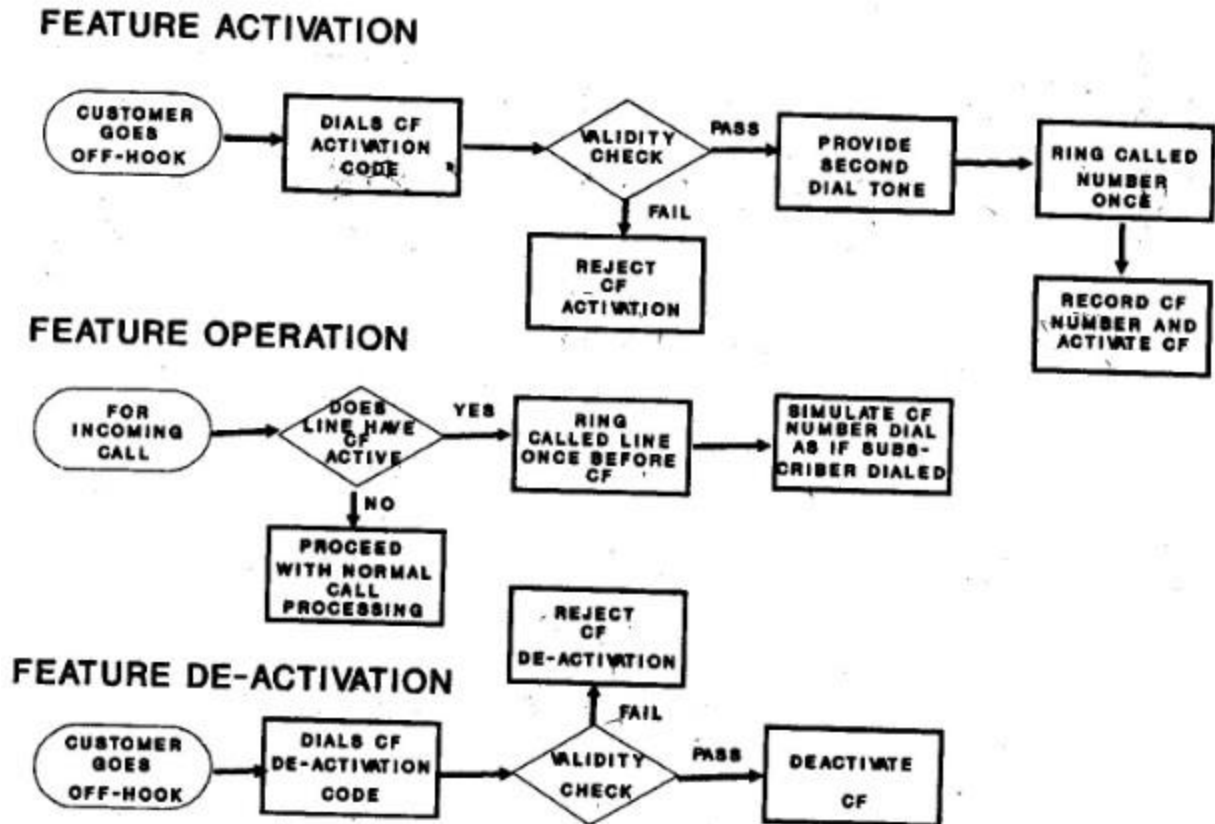 FEATURE ACTIVATION
CUSTOMER
GOES
OFF-HOOK
DIALS CF
ACTIVATION
CODE
VALIDITY
CHECK
PASS
PROVIDE
SECOND
DIAL TONE
RING CALLED
NUMBER
ONCE
FAIL
REJECT
CF
ACTIVATION
RECORD CF
NUMBER AND
ACTIVATE CF
FEATURE OPERATION
FOR
INCOMING
CALL
DOES
LINE HAVE
CF
ACTIVE
YES
RING
CALLED LINE
ONCE BEFORE
CF
SIMULATE CF
NUMBER DIAL
AS IF SUBS-
CRIBER DIALED
NO
PROCEED
WITH NORMAL
CALL
PROCESSING
FEATURE DE-ACTIVATION
REJECT
CF
DE-ACTIVATION
FAIL
CUSTOMER
GOES
OFF-HOOK
DIALS CF
DE-ACTIVATION
CODE
VALIDITY
CHECK
PASS
DEACTIVATE
CF